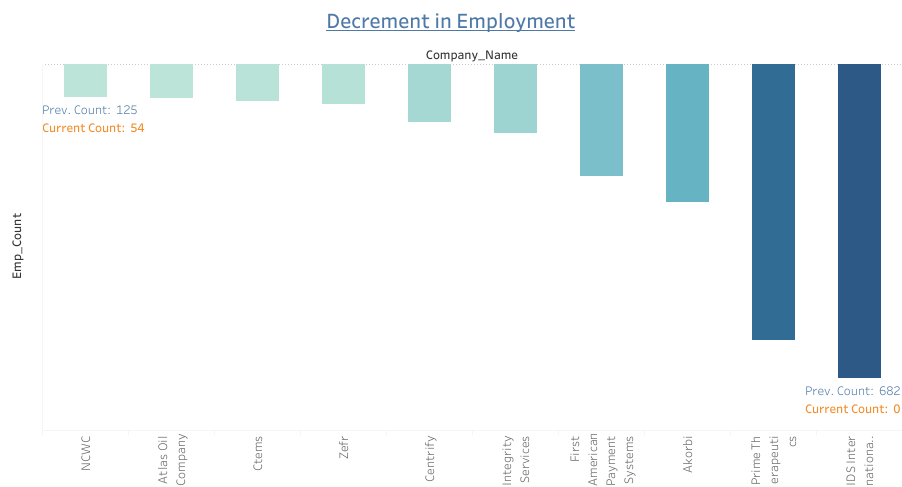 Decrement in Employment
Company_Name
Prev. Count: 125
Current Count: 54
Emp_Count
Prev. Count: 682
Current Count: 0
NCWC
Atlas Oil
Company
Ctems
Zefr
Centrify
Integrity
Services
First
American
Payment
Systems
Akorbi
Prime Th
erapeuti
cs
IDS Inter
nationa..